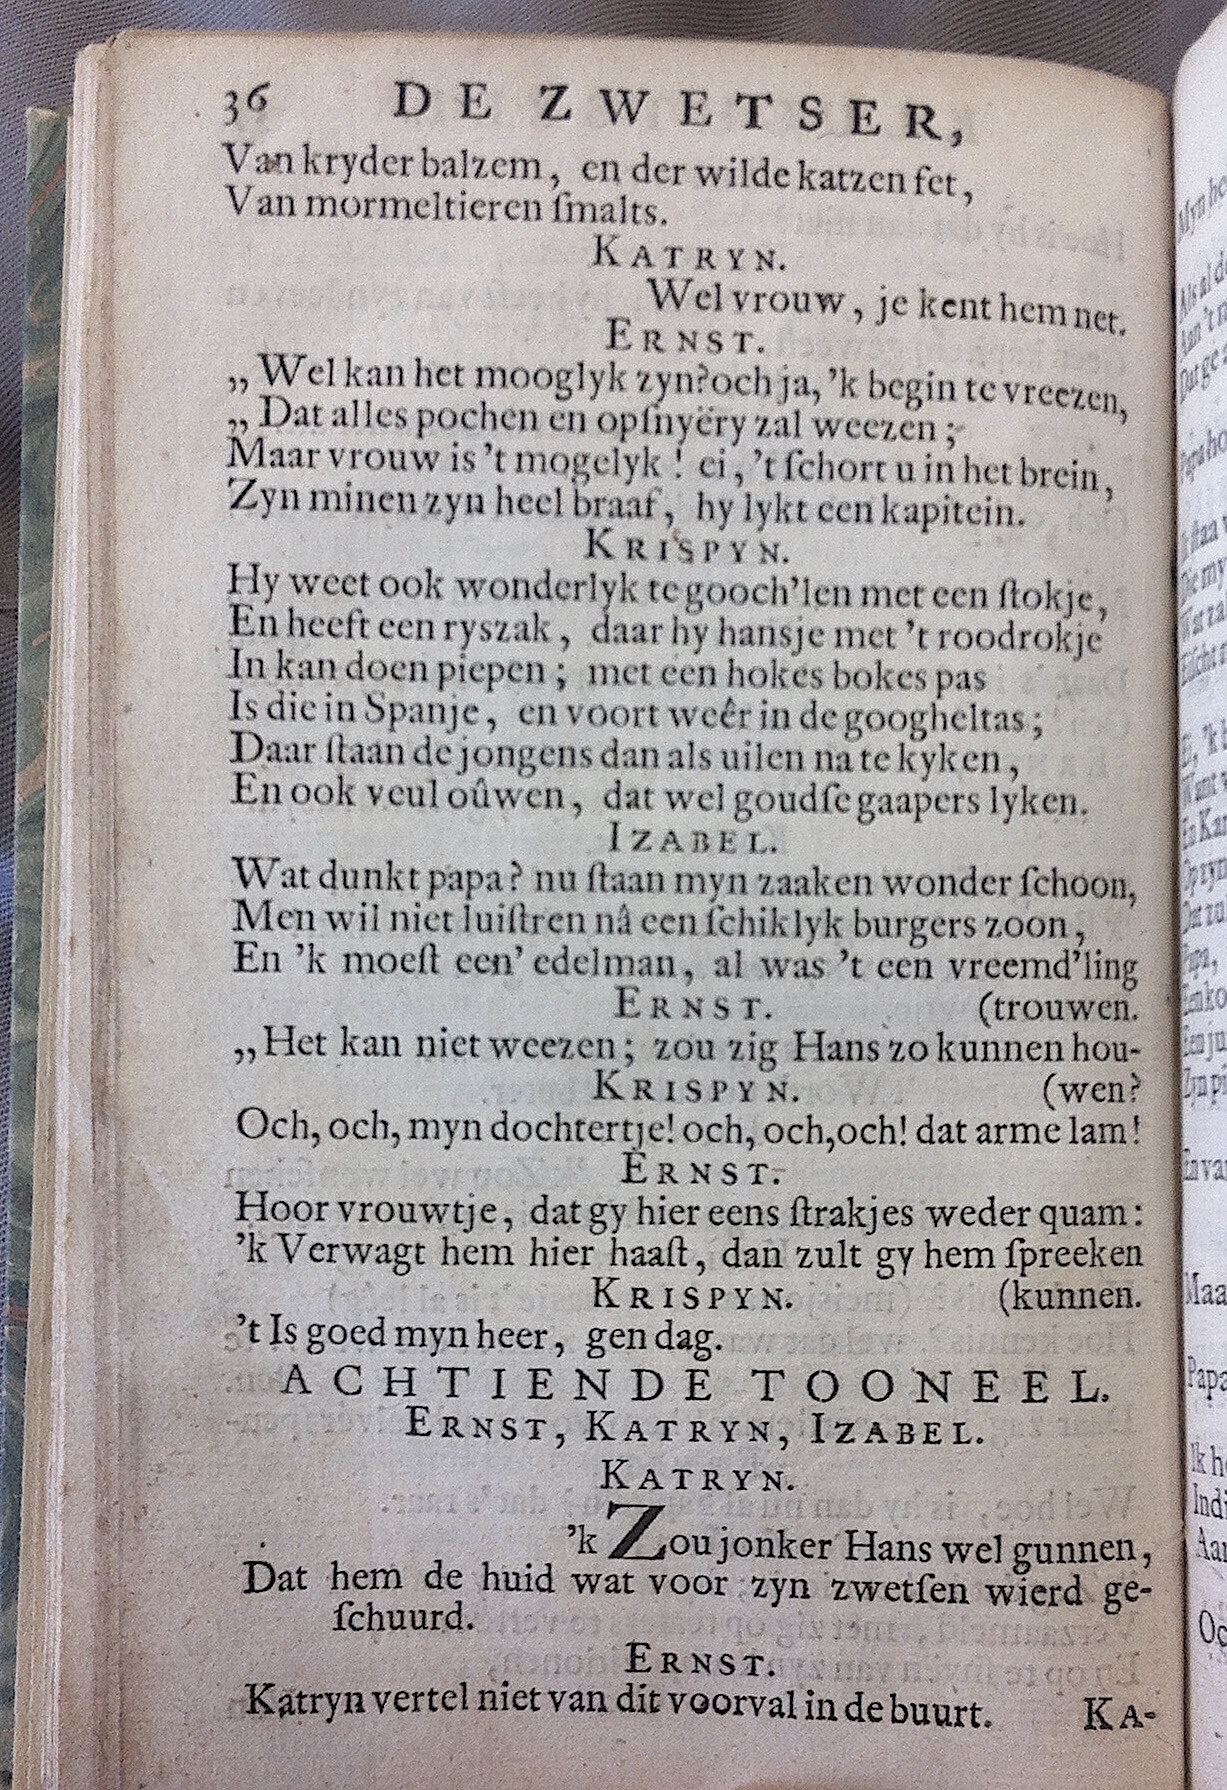 36 DE ZWETSER,
Van kryder balzem, en der wilde katzen fet,
Van mormeltieren ſmalts.
KATRYN.
Wel vrouw, je kent hem net.
ERNST.
„Wel kan het mooglyk zyn? och ja, 'k begin te vreezen,
„Dat alles pochen en opſnyëry zal weezen;
Maar vrouw is 't mogelyk! ei, 't ſchort u in het brein,
Zyn minen zyn heel braaf, hy lykt een kapitein.
KRISPYN.
Hy weet ook wonderlyk te gooch'len met een ſtokje,
En heeft een ryszak, daar hy hansje met 't roodrokje
In kan doen piepen; met een hokes bokes pas
Is die in Spanje, en voort weêr in de googheltas;
Daar ſtaan de jongens dan als uilen na te kyken,
En ook veul oûwen, dat wel goudſe gaapers lyken.
IZABEL.
Wat dunkt papa? nu ſtaan myn zaaken wonder ſchoon,
Men wil niet luiſtren nâ een ſchiklyk burgers zoon,
En 'k moeſt een' edelman, al was 't een vreemd'ling
ERNST. (trouwen.
„Het kan niet weezen; zou zig Hans zo kunnen hou-
KRISPYN. (wen?
Och, och, myn dochtertje! och, och, och! dat arme lam!
ERNST.
Hoor vrouwtje, dat gy hier eens ſtrakjes weder quam:
'k Verwagt hem hier haaſt, dan zult gy hem ſpreeken
KRISPYN. (kunnen.
't Is goed myn heer, gen dag.
ACHTIENDE TOONEEL.
ERNST, KATRYN, IZABEL.
KATRYN.
'k Zou jonker Hans wel gunnen,
Dat hem de huid wat voor zyn zwetſen wierd ge-
ſchuurd.
ERNST.
Katryn vertel niet van dit voorval in de buurt.
KA-